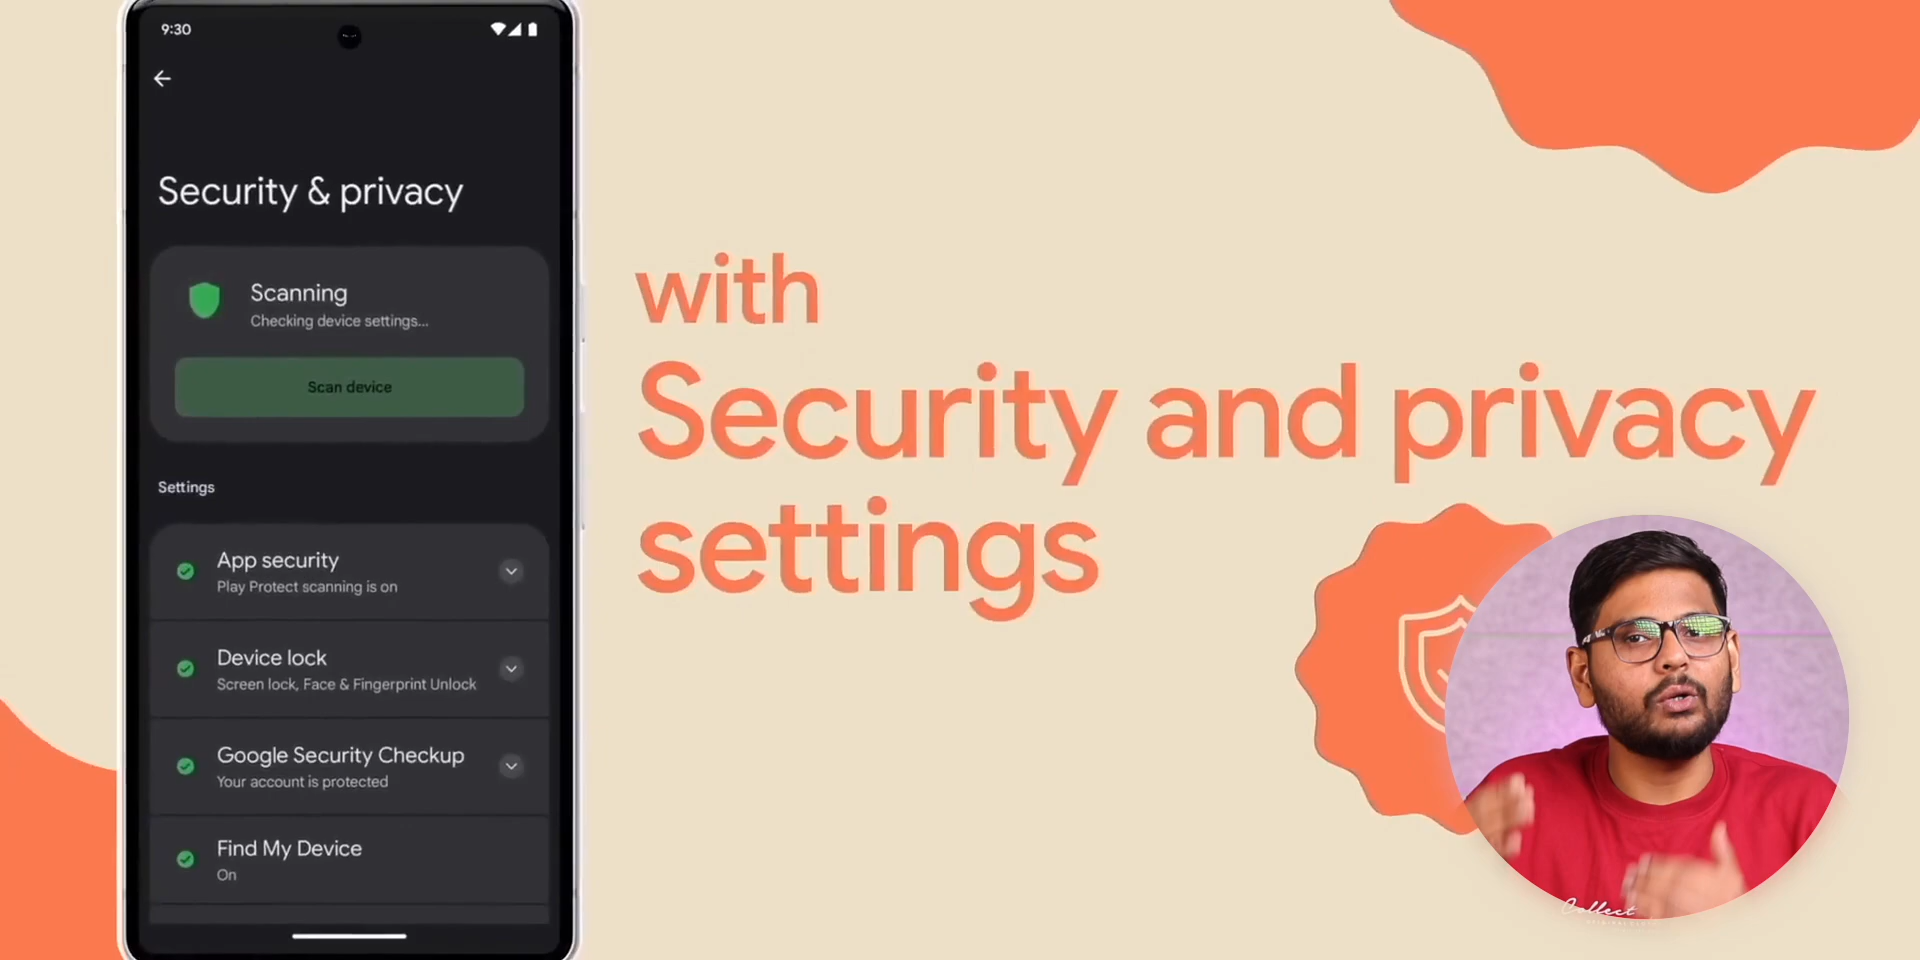 9:30
Security & privacy
Scanning
Checking device settings...
Scan device
Settings
App security
Play Protect scanning is on
Device lock
Screen lock, Face & Fingerprint Unlock
Google Security Checkup
Your account is protected
Find My Device
On
with
Security and privacy
settings
Collect